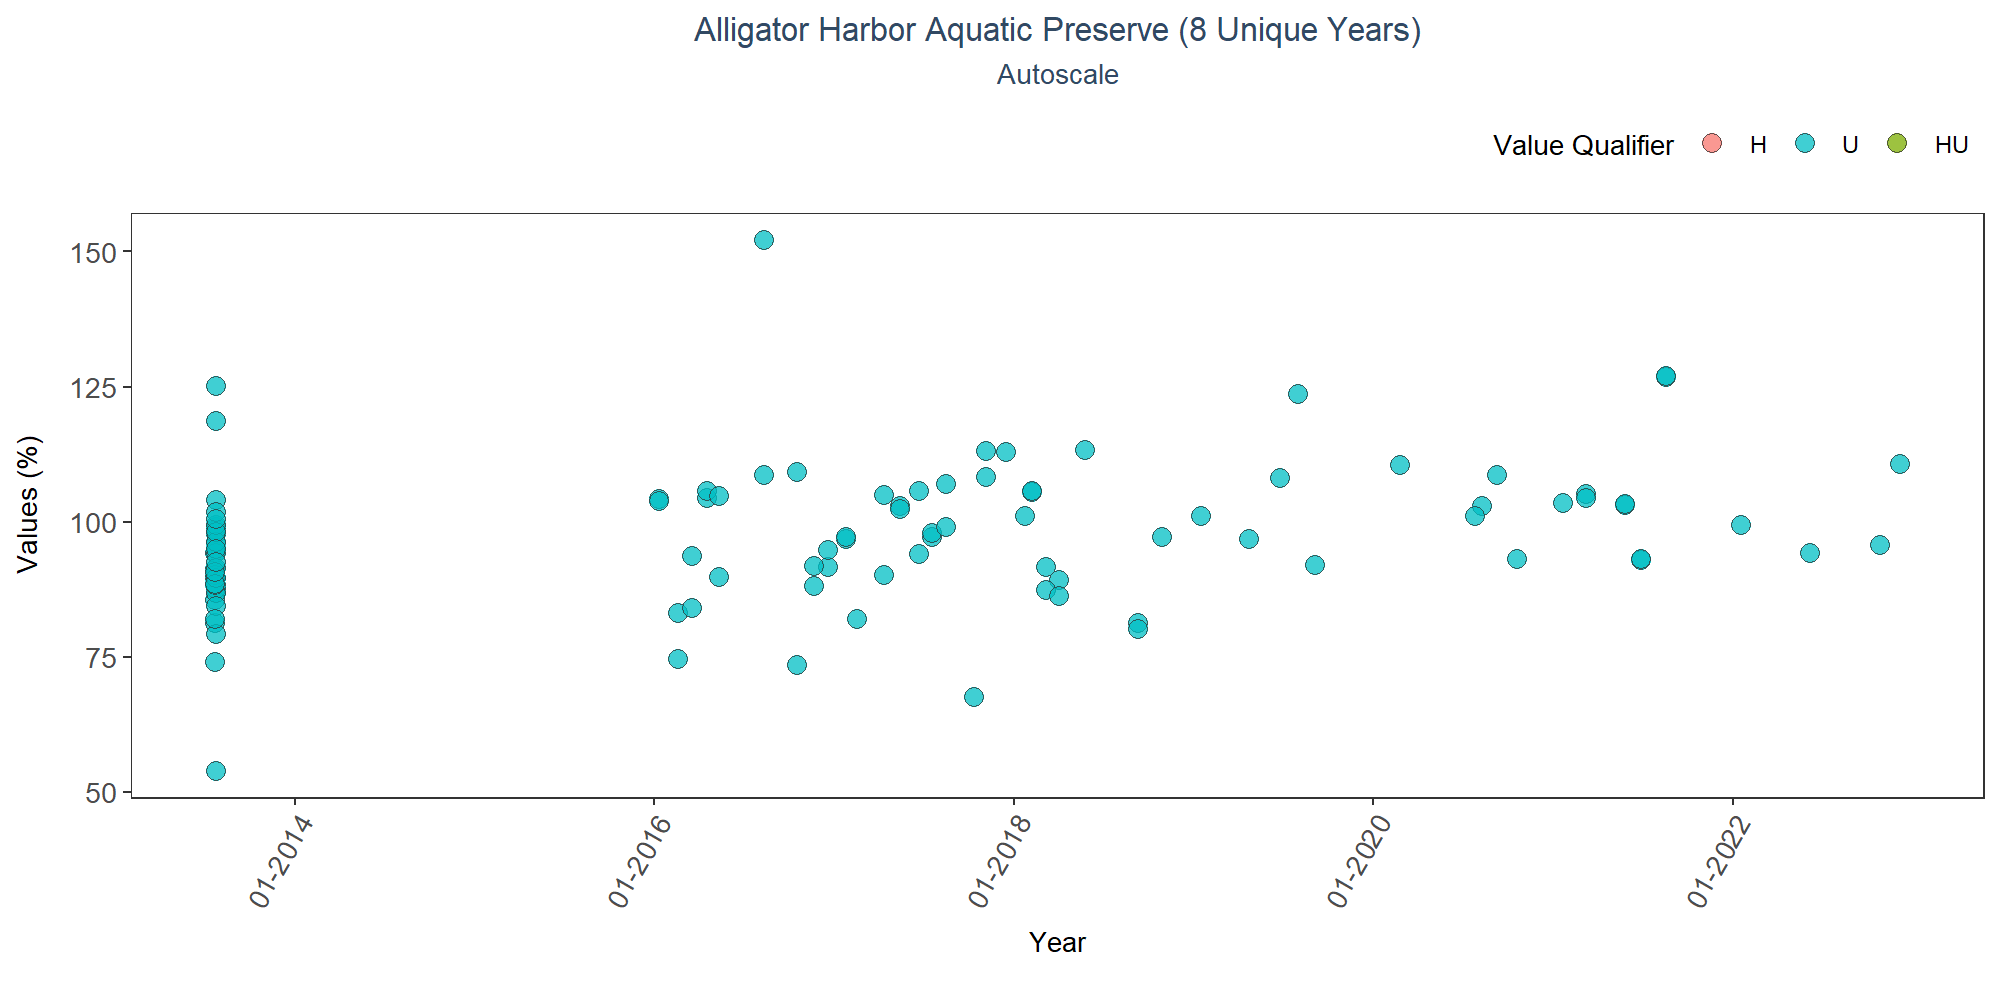 Alligator Harbor Aquatic Preserve (8 Unique Years)
Autoscale
Value Qualifier H U HU
Values (%)
150
125
100
75
50
01-2014 01-2016 01-2018 01-2020 01-2022
Year